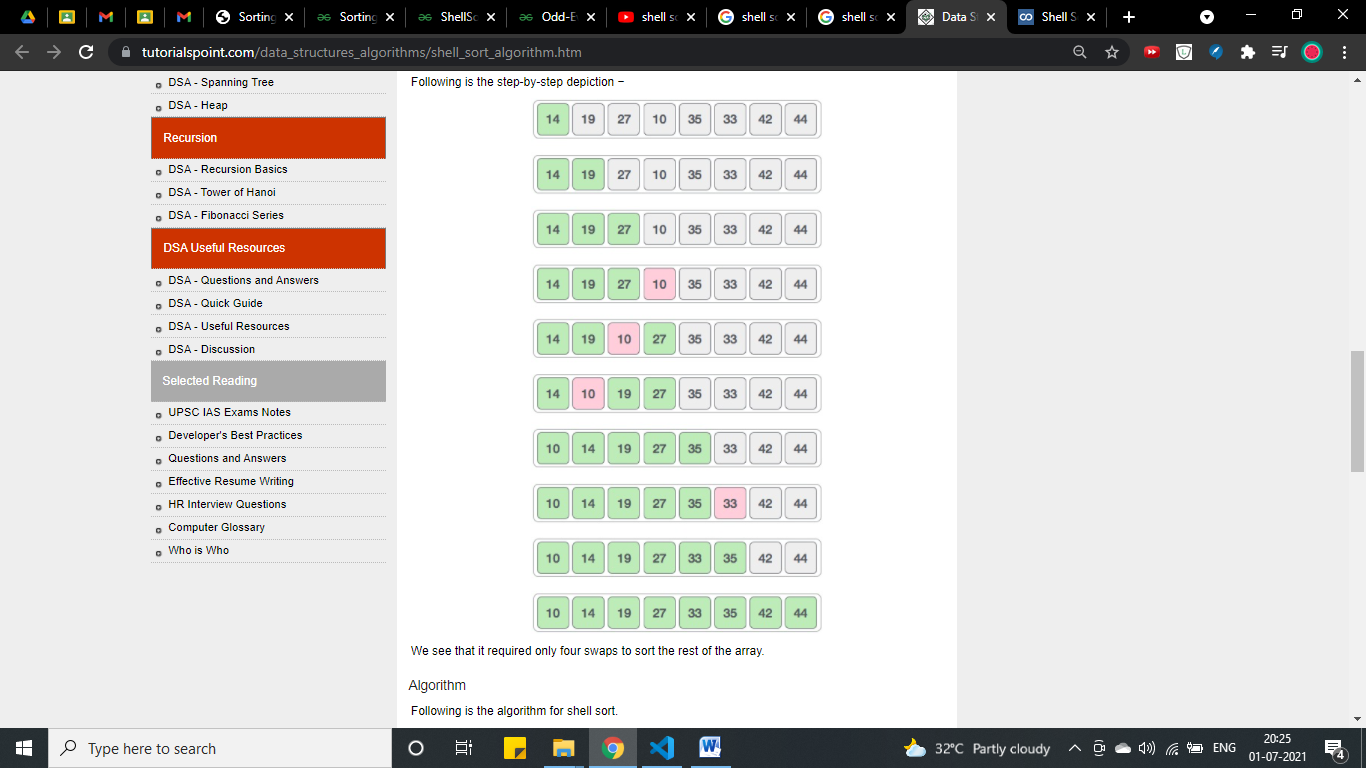 Sorting
Sorting
ShellSo
Odd-E
shell so
shell so
shell so
Data St
Shell S
tutorialspoint.com/data_structures_algorithms/shell_sort_algorithm.htm
DSA - Spanning Tree
DSA - Heap
Recursion
DSA - Recursion Basics
DSA - Tower of Hanoi
DSA - Fibonacci Series
DSA Useful Resources
DSA - Questions and Answers
DSA - Quick Guide
DSA - Useful Resources
DSA - Discussion
Selected Reading
UPSC IAS Exams Notes
Developer's Best Practices
Questions and Answers
Effective Resume Writing
HR Interview Questions
Computer Glossary
Who is Who
Following is the step-by-step depiction −
14 19 27 10 35 33 42 44
14 19 27 10 35 33 42 44
14 19 27 10 35 33 42 44
14 19 27 10 35 33 42 44
14 19 10 27 35 33 42 44
14 10 19 27 35 33 42 44
10 14 19 27 35 33 42 44
10 14 19 27 35 33 42 44
10 14 19 27 33 35 42 44
10 14 19 27 33 35 42 44
We see that it required only four swaps to sort the rest of the array.
Algorithm
Following is the algorithm for shell sort.
Type here to search
32°C Partly cloudy
ENG
20:25
01-07-2021
4